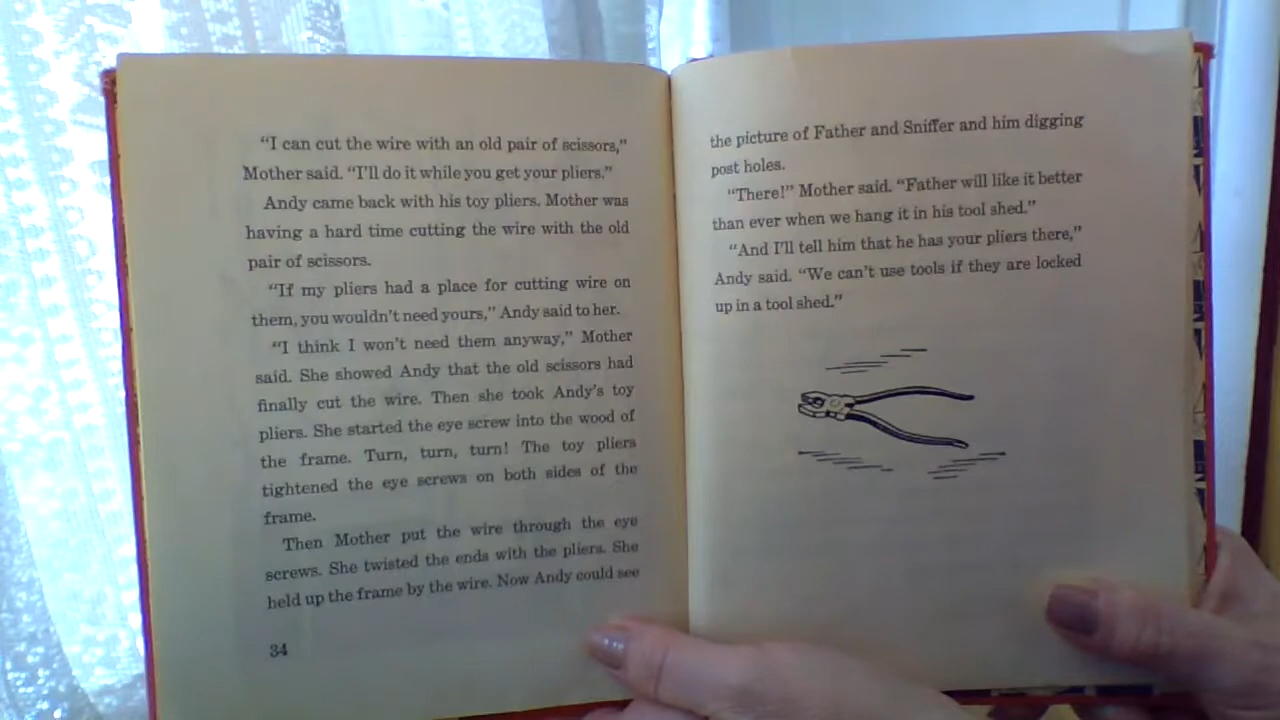 “I can cut the wire with an old pair of scissors,”
Mother said. “I’ll do it while you get your pliers.”
Andy came back with his toy pliers. Mother was
having a hard time cutting the wire with the old
pair of scissors.
“If my pliers had a place for cutting wire on
them, you wouldn’t need yours,” Andy said to her.
“I think I won’t need them anyway,” Mother
said. She showed Andy that the old scissors had
finally cut the wire. Then she took Andy’s toy
pliers. She started the eye screw into the wood of
the frame. Turn, turn, turn! The toy pliers
tightened the eye screws on both sides of the
frame.
Then Mother put the wire through the eye
screws. She twisted the ends with the pliers. She
held up the frame by the wire. Now Andy could see
34
the picture of Father and Sniffer and him digging
post holes.
“There!” Mother said. “Father will like it better
than ever when we hang it in his tool shed.”
“And I’ll tell him that he has your pliers there,”
Andy said. “We can’t use tools if they are locked
up in a tool shed.”